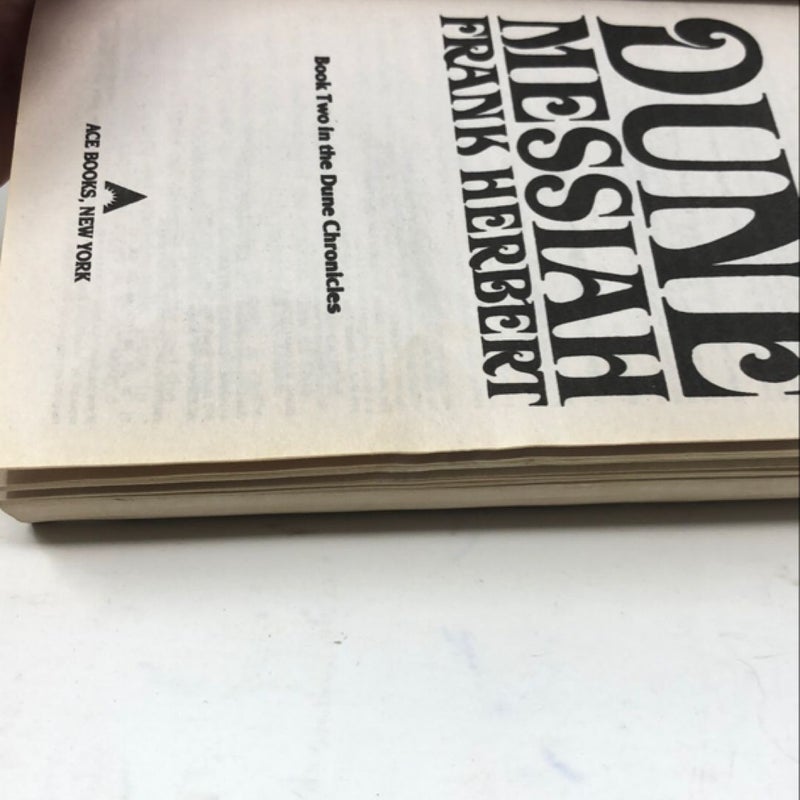 DUNE
MESSIAH
FRANK HERBERT
Book Two in the Dune Chronicles
ACE BOOKS, NEW YORK